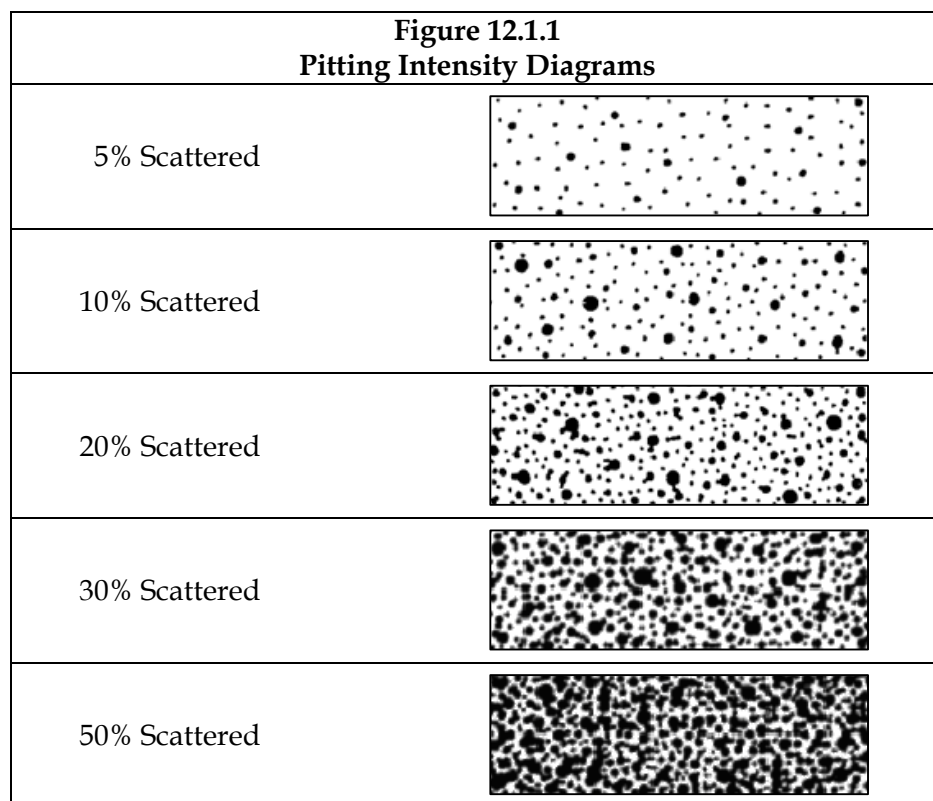 Figure 12.1.1
Pitting Intensity Diagrams
5% Scattered
10% Scattered
20% Scattered
30% Scattered
50% Scattered